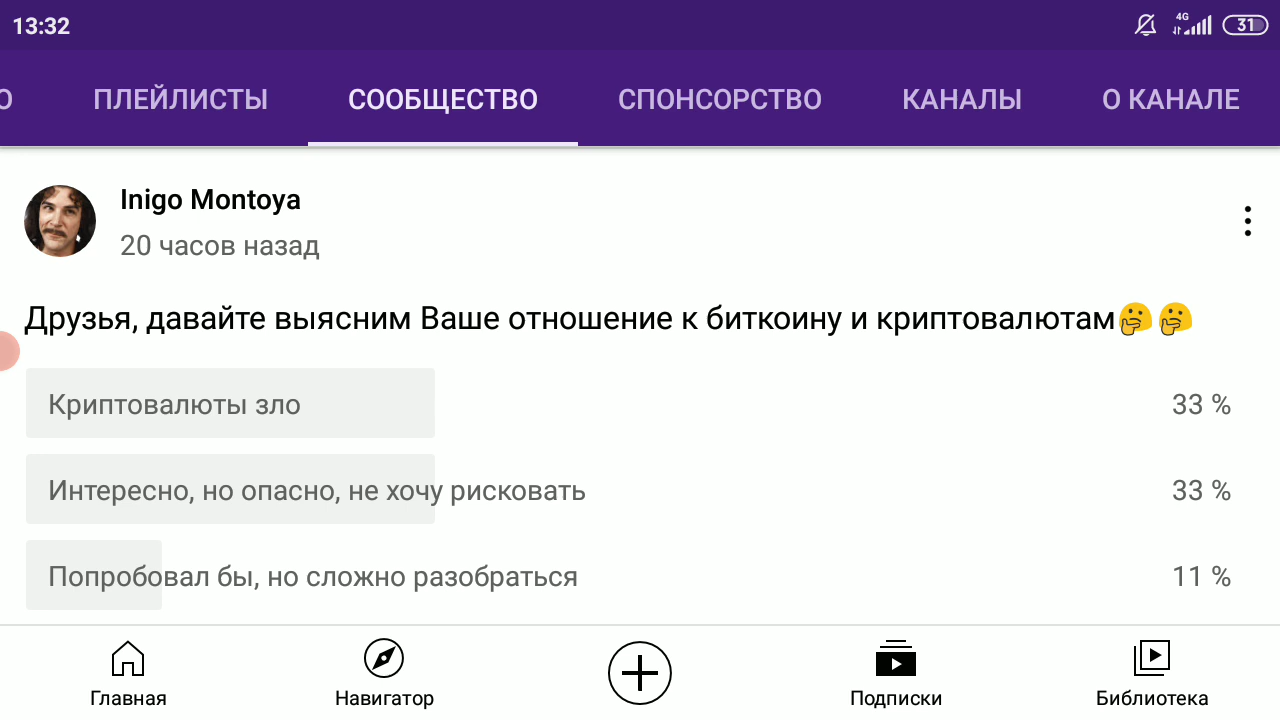 13:32
4G
31
О
ПЛЕЙЛИСТЫ
СООБЩЕСТВО
СПОНСОРСТВО
КАНАЛЫ
О КАНАЛЕ
Inigo Montoya
20 часов назад
Друзья, давайте выясним Ваше отношение к биткоину и криптовалютам🤔🤔
Криптовалюты зло 33 %
Интересно, но опасно, не хочу рисковать 33 %
Попробовал бы, но сложно разобраться 11 %
Главная
Навигатор
Подписки
Библиотека